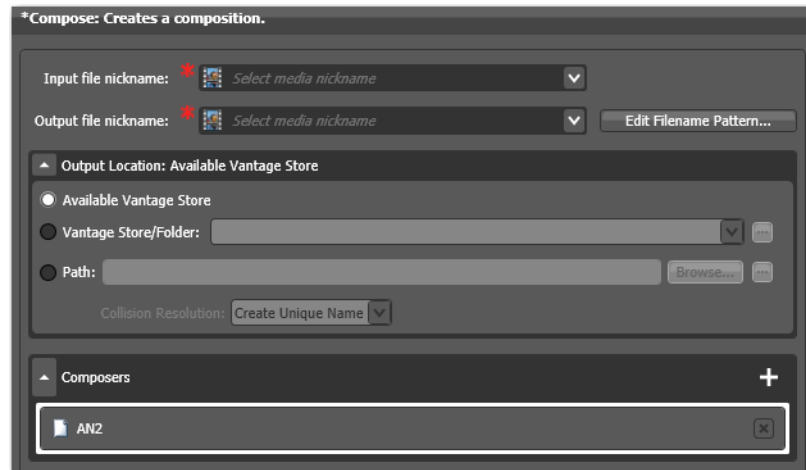 *Compose: Creates a composition.
Input file nickname: * Select media nickname
Output file nickname: * Select media nickname Edit Filename Pattern...
Output Location: Available Vantage Store
Available Vantage Store
Vantage Store/Folder: ...
Path: Browse... ...
Collision Resolution: Create Unique Name
Composers +
AN2